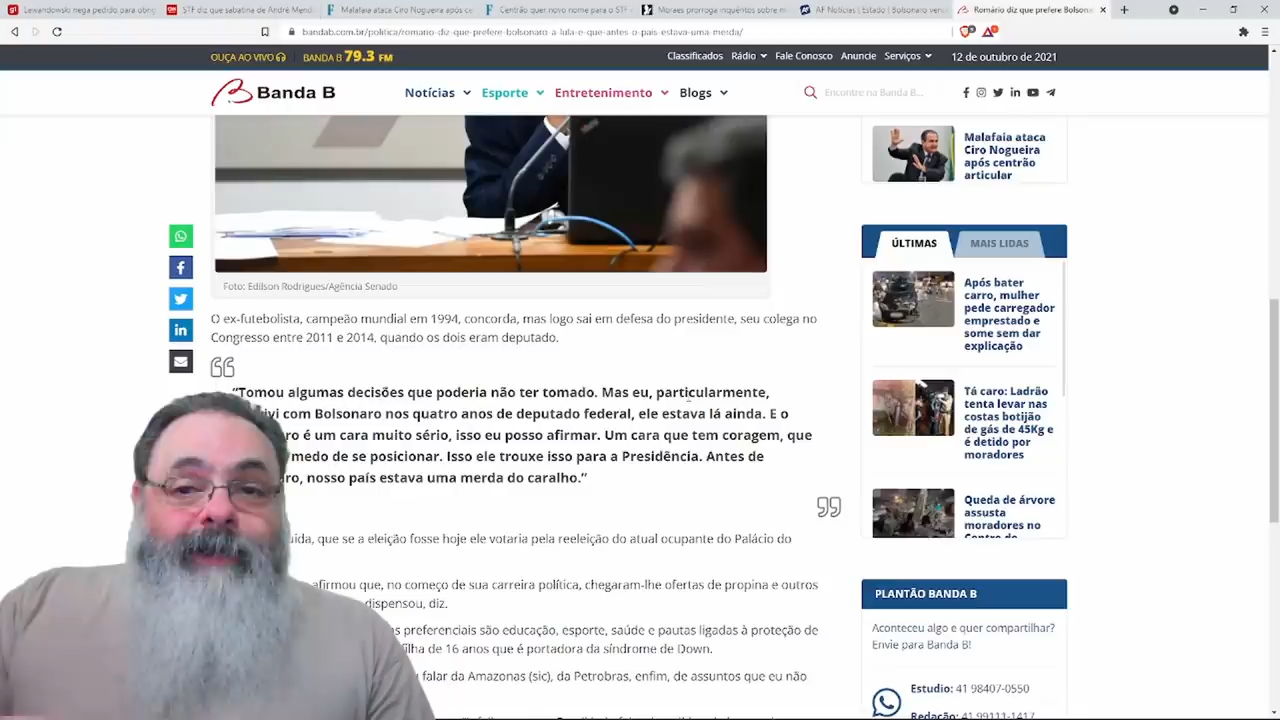 Lewandowski nega pedido para obrig
STF diz que sabatina de André Mend
Malafaia ataca Ciro Nogueira após ce
Centrão quer novo nome para o STF e
Moraes prorroga inquéritos sobre mi
AF Notícias | Estado | Bolsonaro venc
Romário diz que prefere Bolsona
bandab.com.br/politica/romario-diz-que-prefere-bolsonaro-a-lula-e-que-antes-o-pais-estava-uma-merda/
OUÇA AO VIVO
BANDA B 79.3 FM
Classificados Rádio Fale Conosco Anuncie Serviços
12 de outubro de 2021
Banda B
Notícias Esporte Entretenimento Blogs
Encontre na Banda B...
Foto: Edilson Rodrigues/Agência Senado
O ex-futebolista, campeão mundial em 1994, concorda, mas logo sai em defesa do presidente, seu colega no
Congresso entre 2011 e 2014, quando os dois eram deputado.
“Tomou algumas decisões que poderia não ter tomado. Mas eu, particularmente,
ivi com Bolsonaro nos quatro anos de deputado federal, ele estava lá ainda. E o
ro é um cara muito sério, isso eu posso afirmar. Um cara que tem coragem, que
medo de se posicionar. Isso ele trouxe isso para a Presidência. Antes de
ro, nosso país estava uma merda do caralho.”
ida, que se a eleição fosse hoje ele votaria pela reeleição do atual ocupante do Palácio do
afirmou que, no começo de sua carreira política, chegaram-lhe ofertas de propina e outros
dispensou, diz.
as preferenciais são educação, esporte, saúde e pautas ligadas à proteção de
filha de 16 anos que é portadora da síndrome de Down.
falar da Amazonas (sic), da Petrobras, enfim, de assuntos que eu não
Malafaia ataca
Ciro Nogueira
após centrão
articular
ÚLTIMAS
MAIS LIDAS
Após bater
carro, mulher
pede carregador
emprestado e
some sem dar
explicação
Tá caro: Ladrão
tenta levar nas
costas botijão
de gás de 45Kg e
é detido por
moradores
Queda de árvore
assusta
moradores no
Centro de
PLANTÃO BANDA B
Aconteceu algo e quer compartilhar?
Envie para Banda B!
Estudio: 41 98407-0550
Redação: 41 99111-1417